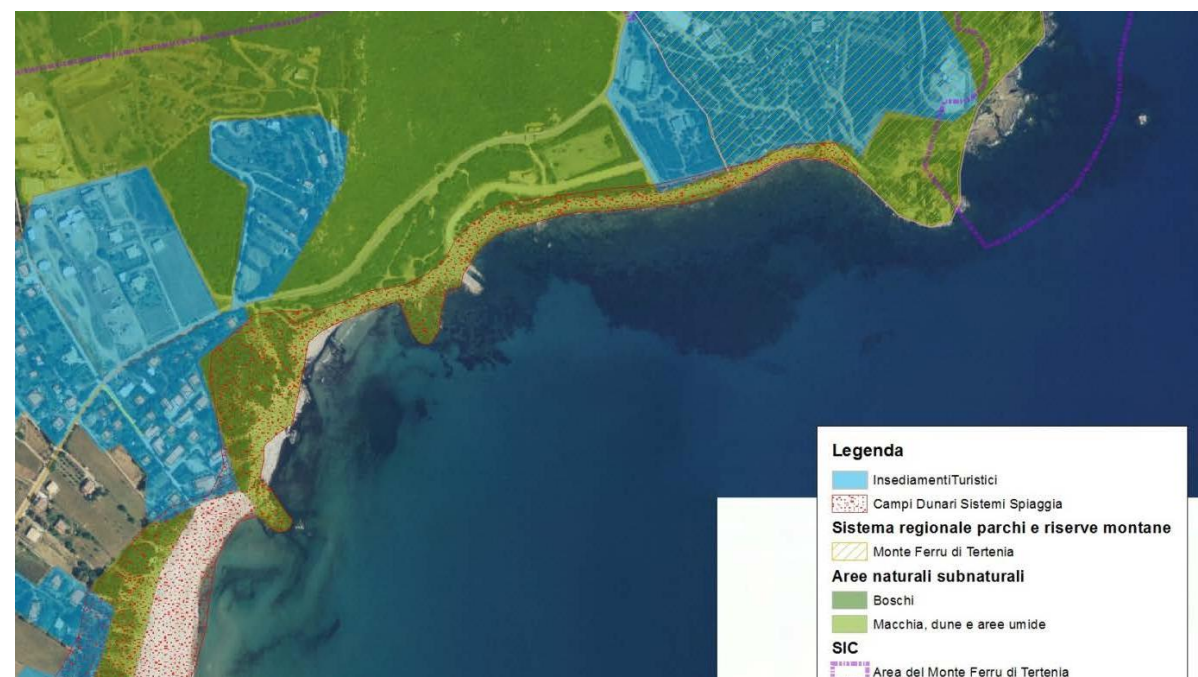 Legenda
InsediamentiTuristici
Campi Dunari Sistemi Spiaggia
Sistema regionale parchi e riserve montane
Monte Ferru di Tertenia
Aree naturali subnaturali
Boschi
Macchia, dune e aree umide
SIC
Area del Monte Ferru di Tertenia